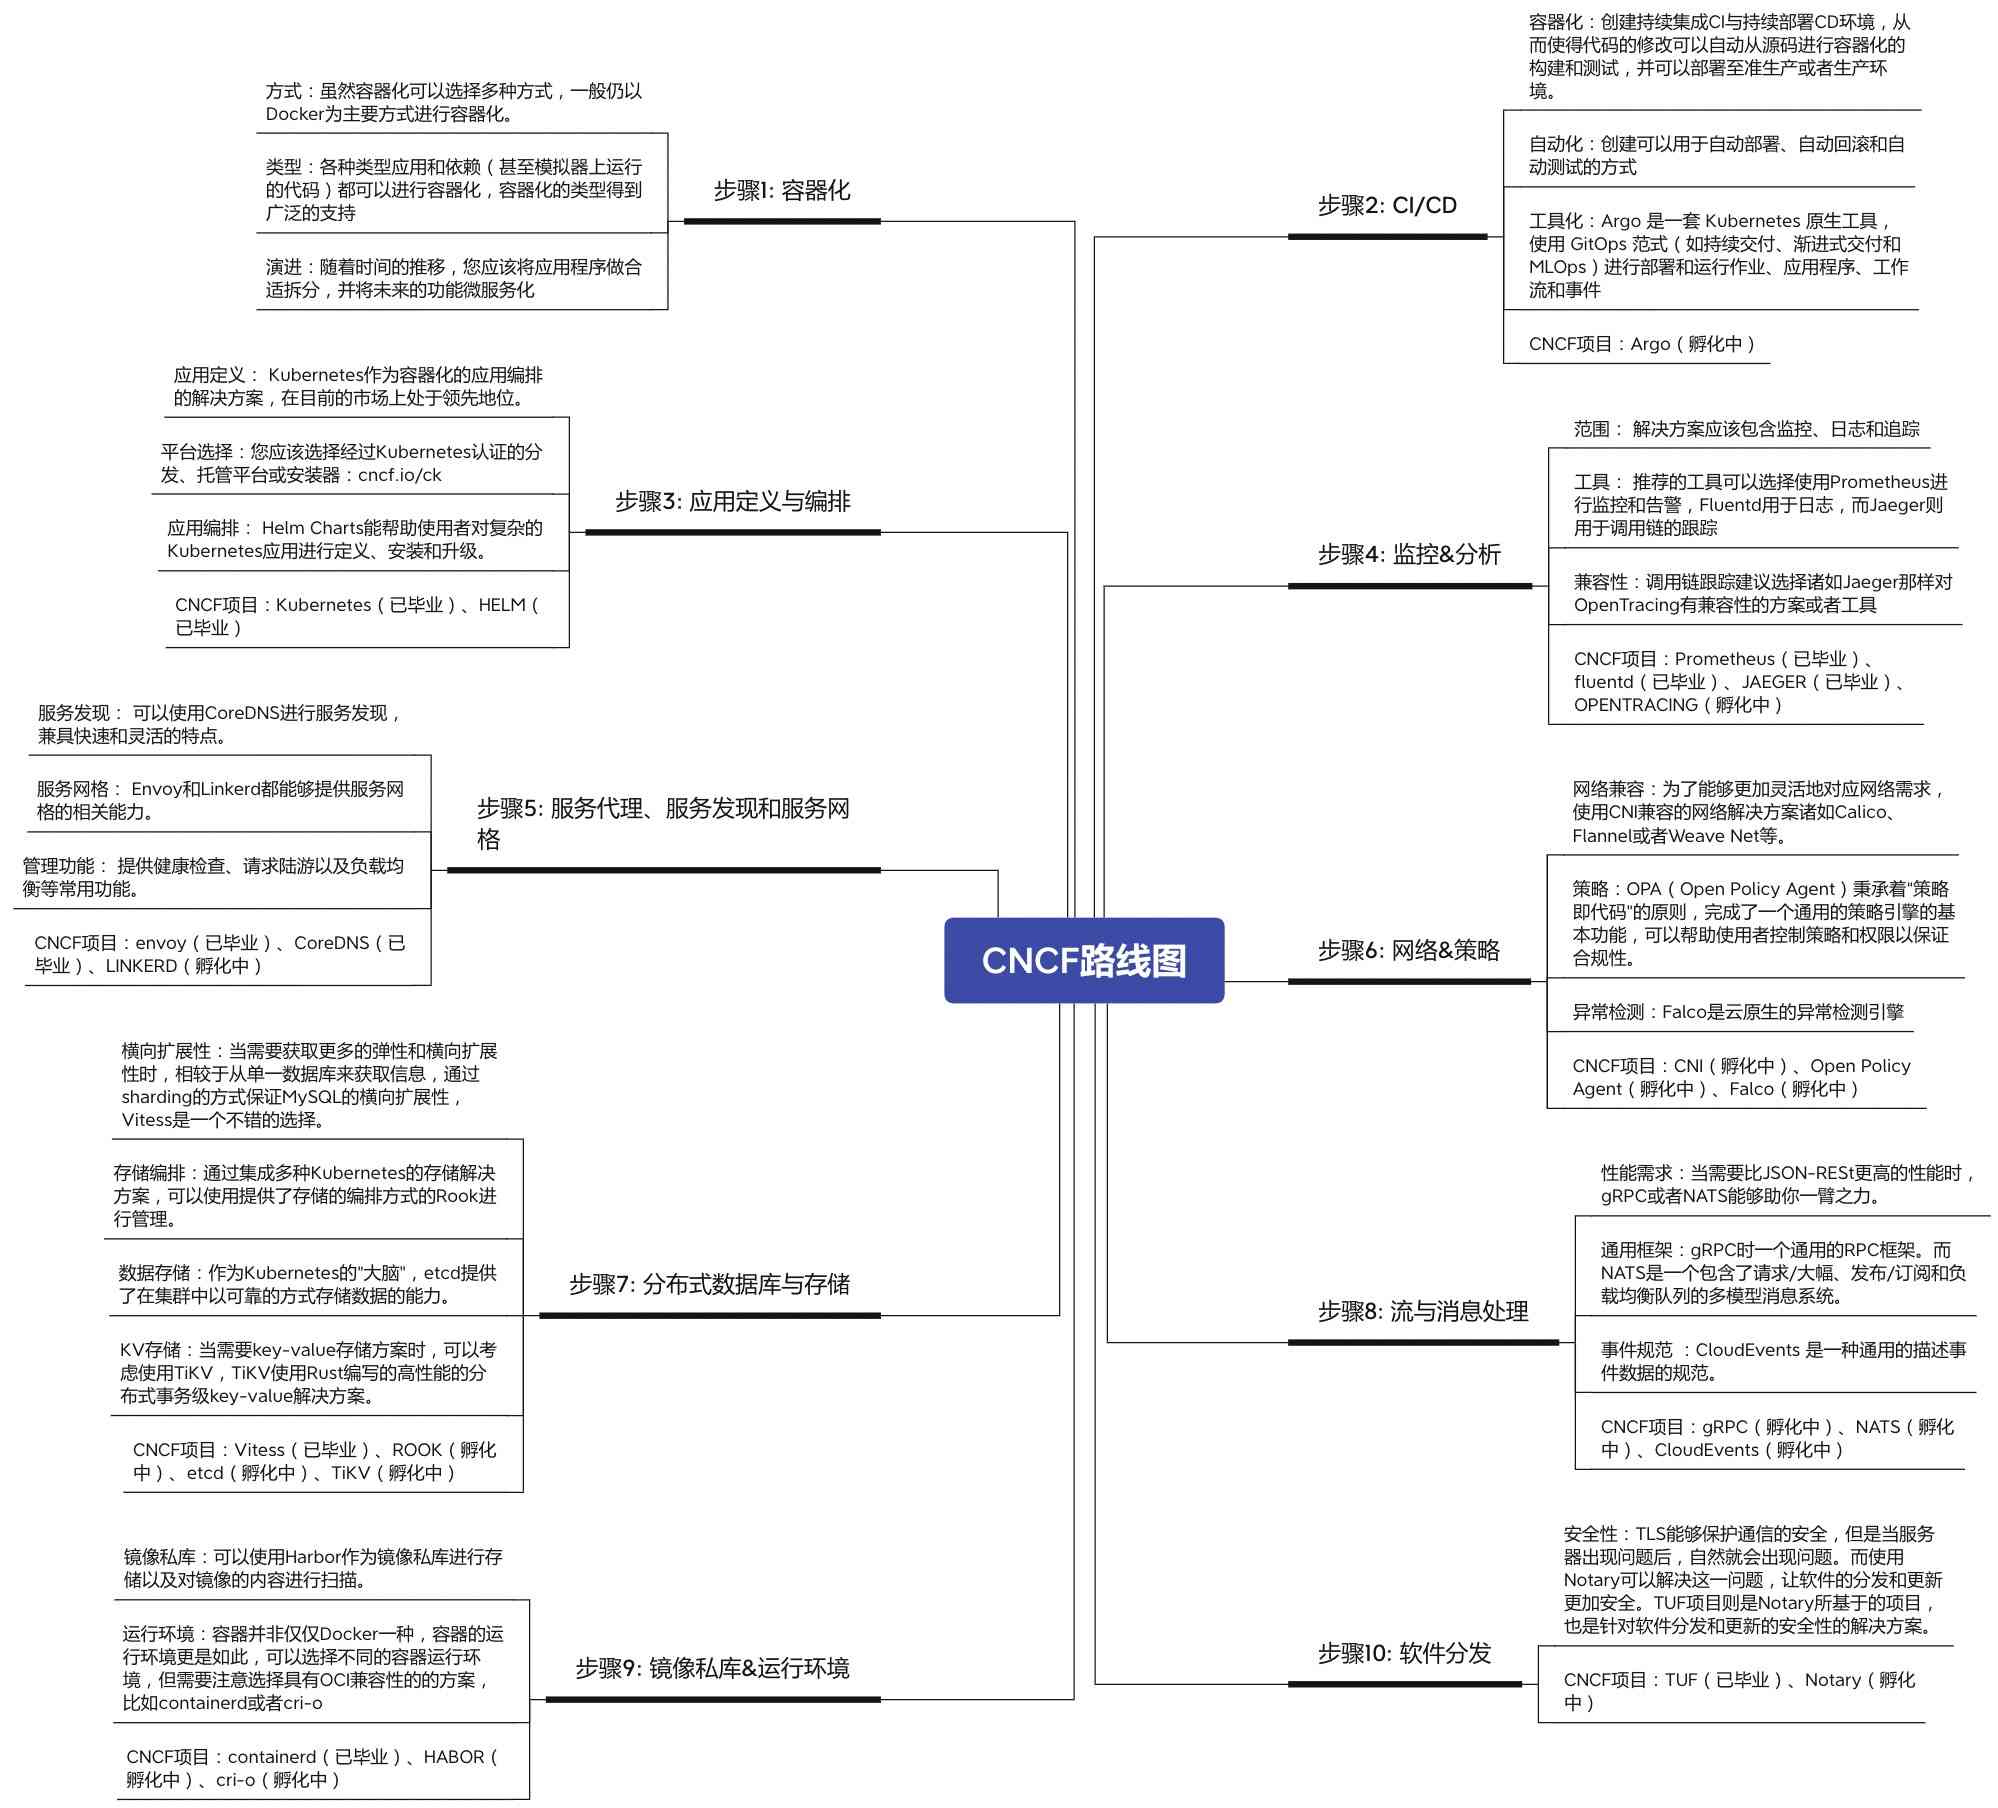 CNCF路线图
步骤1: 容器化
方式：虽然容器化可以选择多种方式，一般仍以
Docker为主要方式进行容器化。
类型：各种类型应用和依赖（甚至模拟器上运行
的代码）都可以进行容器化，容器化的类型得到
广泛的支持
演进：随着时间的推移，您应该将应用程序做合
适拆分，并将未来的功能微服务化
步骤2: CI/CD
容器化：创建持续集成CI与持续部署CD环境，从
而使得代码的修改可以自动从源码进行容器化的
构建和测试，并可以部署至准生产或者生产环
境。
自动化：创建可以用于自动部署、自动回滚和自
动测试的方式
工具化：Argo 是一套 Kubernetes 原生工具，
使用 GitOps 范式（如持续交付、渐进式交付和
MLOps）进行部署和运行作业、应用程序、工作
流和事件
CNCF项目：Argo（孵化中）
步骤3: 应用定义与编排
应用定义： Kubernetes作为容器化的应用编排
的解决方案，在目前的市场上处于领先地位。
平台选择：您应该选择经过Kubernetes认证的分
发、托管平台或安装器：cncf.io/ck
应用编排： Helm Charts能帮助使用者对复杂的
Kubernetes应用进行定义、安装和升级。
CNCF项目：Kubernetes（已毕业）、HELM（
已毕业）
步骤4: 监控&分析
范围： 解决方案应该包含监控、日志和追踪
工具： 推荐的工具可以选择使用Prometheus进
行监控和告警，Fluentd用于日志，而Jaeger则
用于调用链的跟踪
兼容性：调用链跟踪建议选择诸如Jaeger那样对
OpenTracing有兼容性的方案或者工具
CNCF项目：Prometheus（已毕业）、
fluentd（已毕业）、JAEGER（已毕业）、
OPENTRACING（孵化中）
步骤5: 服务代理、服务发现和服务网
格
服务发现： 可以使用CoreDNS进行服务发现，
兼具快速和灵活的特点。
服务网格： Envoy和Linkerd都能够提供服务网
格的相关能力。
管理功能： 提供健康检查、请求陆游以及负载均
衡等常用功能。
CNCF项目：envoy（已毕业）、CoreDNS（已
毕业）、LINKERD（孵化中）
步骤6: 网络&策略
网络兼容：为了能够更加灵活地对应网络需求，
使用CNI兼容的网络解决方案诸如Calico、
Flannel或者Weave Net等。
策略：OPA（Open Policy Agent）秉承着"策略
即代码"的原则，完成了一个通用的策略引擎的基
本功能，可以帮助使用者控制策略和权限以保证
合规性。
异常检测：Falco是云原生的异常检测引擎
CNCF项目：CNI（孵化中）、Open Policy
Agent（孵化中）、Falco（孵化中）
步骤7: 分布式数据库与存储
横向扩展性：当需要获取更多的弹性和横向扩展
性时，相较于从单一数据库来获取信息，通过
sharding的方式保证MySQL的横向扩展性，
Vitess是一个不错的选择。
存储编排：通过集成多种Kubernetes的存储解决
方案，可以使用提供了存储的编排方式的Rook进
行管理。
数据存储：作为Kubernetes的"大脑"，etcd提供
了在集群中以可靠的方式存储数据的能力。
KV存储：当需要key-value存储方案时，可以考
虑使用TiKV，TiKV使用Rust编写的高性能的分
布式事务级key-value解决方案。
CNCF项目：Vitess（已毕业）、ROOK（孵化
中）、etcd（孵化中）、TiKV（孵化中）
步骤8: 流与消息处理
性能需求：当需要比JSON-RESt更高的性能时，
gRPC或者NATS能够助你一臂之力。
通用框架：gRPC时一个通用的RPC框架。而
NATS是一个包含了请求/大幅、发布/订阅和负
载均衡队列的多模型消息系统。
事件规范 ：CloudEvents 是一种通用的描述事
件数据的规范。
CNCF项目：gRPC（孵化中）、NATS（孵化
中）、CloudEvents（孵化中）
步骤9: 镜像私库&运行环境
镜像私库：可以使用Harbor作为镜像私库进行存
储以及对镜像的内容进行扫描。
运行环境：容器并非仅仅Docker一种，容器的运
行环境更是如此，可以选择不同的容器运行环
境，但需要注意选择具有OCI兼容性的的方案，
比如containerd或者cri-o
CNCF项目：containerd（已毕业）、HABOR（
孵化中）、cri-o（孵化中）
步骤10: 软件分发
安全性：TLS能够保护通信的安全，但是当服务
器出现问题后，自然就会出现问题。而使用
Notary可以解决这一问题，让软件的分发和更新
更加安全。TUF项目则是Notary所基于的项目，
也是针对软件分发和更新的安全性的解决方案。
CNCF项目：TUF（已毕业）、Notary（孵化
中）